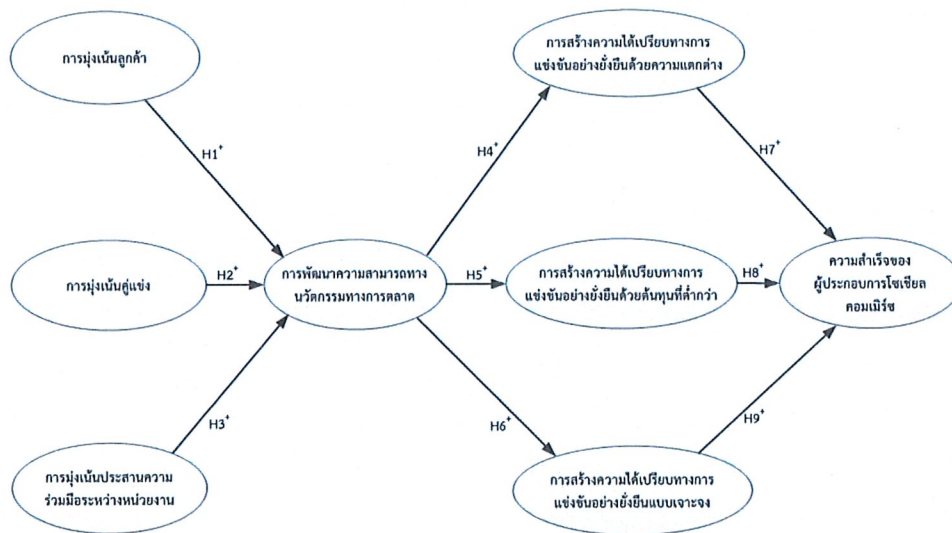 การมุ่งเน้นลูกค้า
การสร้างความได้เปรียบทางการ
แข่งขันอย่างยั่งยืนด้วยความแตกต่าง
H1+
H4+
H7+
การมุ่งเน้นคู่แข่ง
H2+
การพัฒนาความสามารถทาง
นวัตกรรมทางการตลาด
H5+
การสร้างความได้เปรียบทางการ
แข่งขันอย่างยั่งยืนด้วยต้นทุนที่ต่ำกว่า
H8+
ความสำเร็จของ
ผู้ประกอบการโซเชียล
คอมเมิร์ซ
H3+
H6+
H9+
การมุ่งเน้นประสานความ
ร่วมมือระหว่างหน่วยงาน
การสร้างความได้เปรียบทางการ
แข่งขันอย่างยั่งยืนแบบเจาะจง